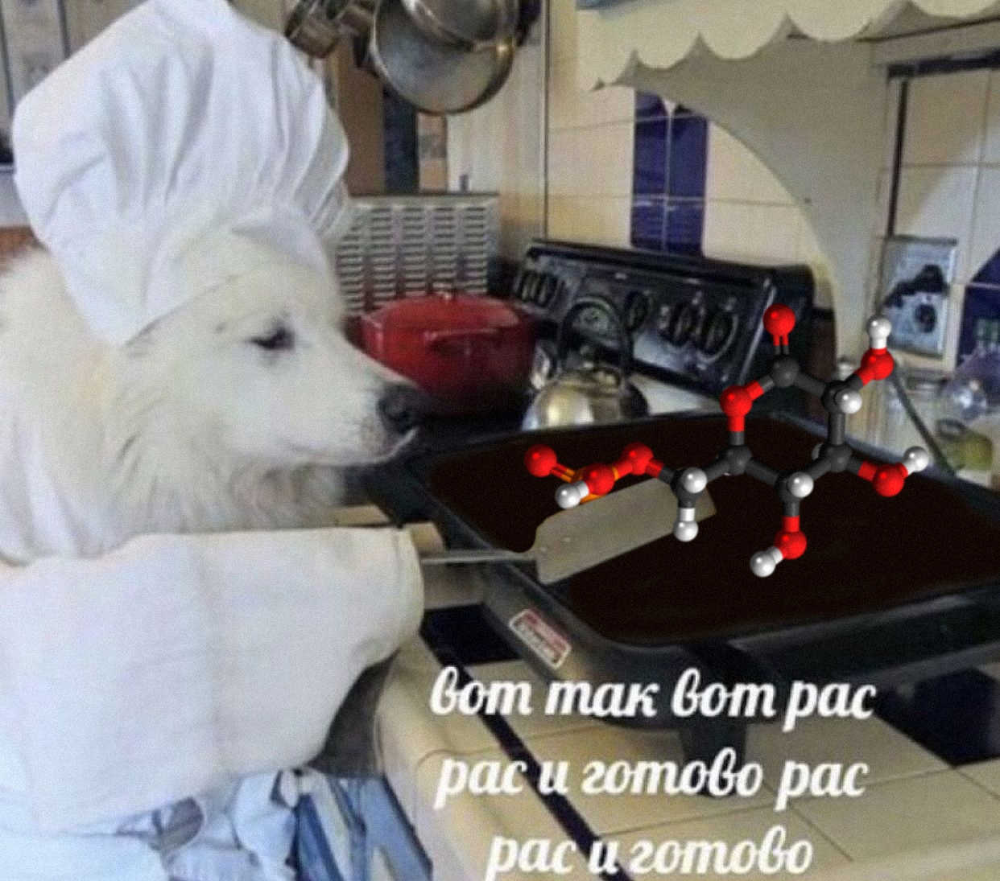 вот так вот рас
рас и готово рас
рас и готово